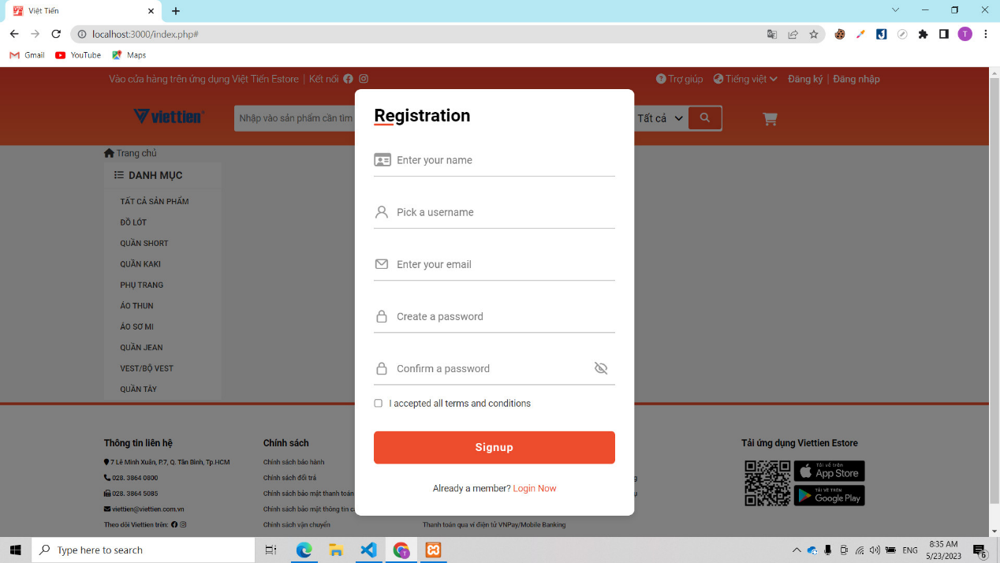 Việt Tiến
localhost:3000/index.php#
Gmail YouTube Maps
Vào cửa hàng trên ứng dụng Việt Tiến Estore | Kết nối
Trợ giúp Tiếng việt Đăng ký | Đăng nhập
viettien
Nhập vào sản phẩm cần tìm
Tất cả
Trang chủ
DANH MỤC
TẤT CẢ SẢN PHẨM
ĐỒ LÓT
QUẦN SHORT
QUẦN KAKI
PHỤ TRANG
ÁO THUN
ÁO SƠ MI
QUẦN JEAN
VEST/BỘ VEST
QUẦN TÂY
Registration
Enter your name
Pick a username
Enter your email
Create a password
Confirm a password
I accepted all terms and conditions
Signup
Already a member? Login Now
Thông tin liên hệ
7 Lê Minh Xuân, P.7, Q. Tân Bình, Tp.HCM
028. 3864 0800
028. 3864 5085
viettien@viettien.com.vn
Theo dõi Viettien trên:
Chính sách
Chính sách bảo hành
Chính sách đổi trả
Chính sách bảo mật thanh toán
Chính sách bảo mật thông tin
Chính sách vận chuyển
Thanh toán qua ví điện tử VNPay/Mobile Banking
Tải ứng dụng Viettien Estore
Tải về trên
App Store
TẢI VỀ TRÊN
Google Play
Type here to search
ENG
8:35 AM
5/23/2023
6